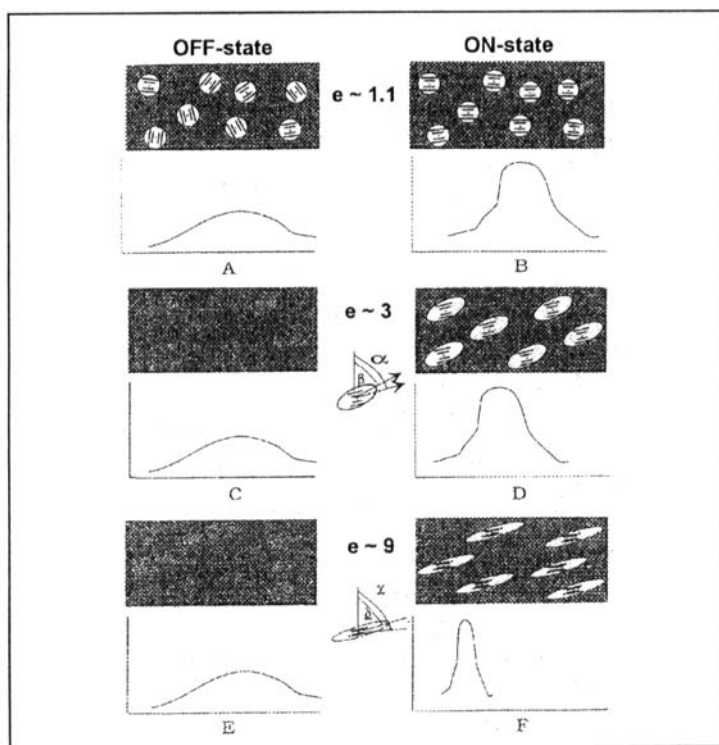 OFF-state ON-state
e ~ 1.1
A B
e ~ 3
α
β
C D
e ~ 9
χ
E F